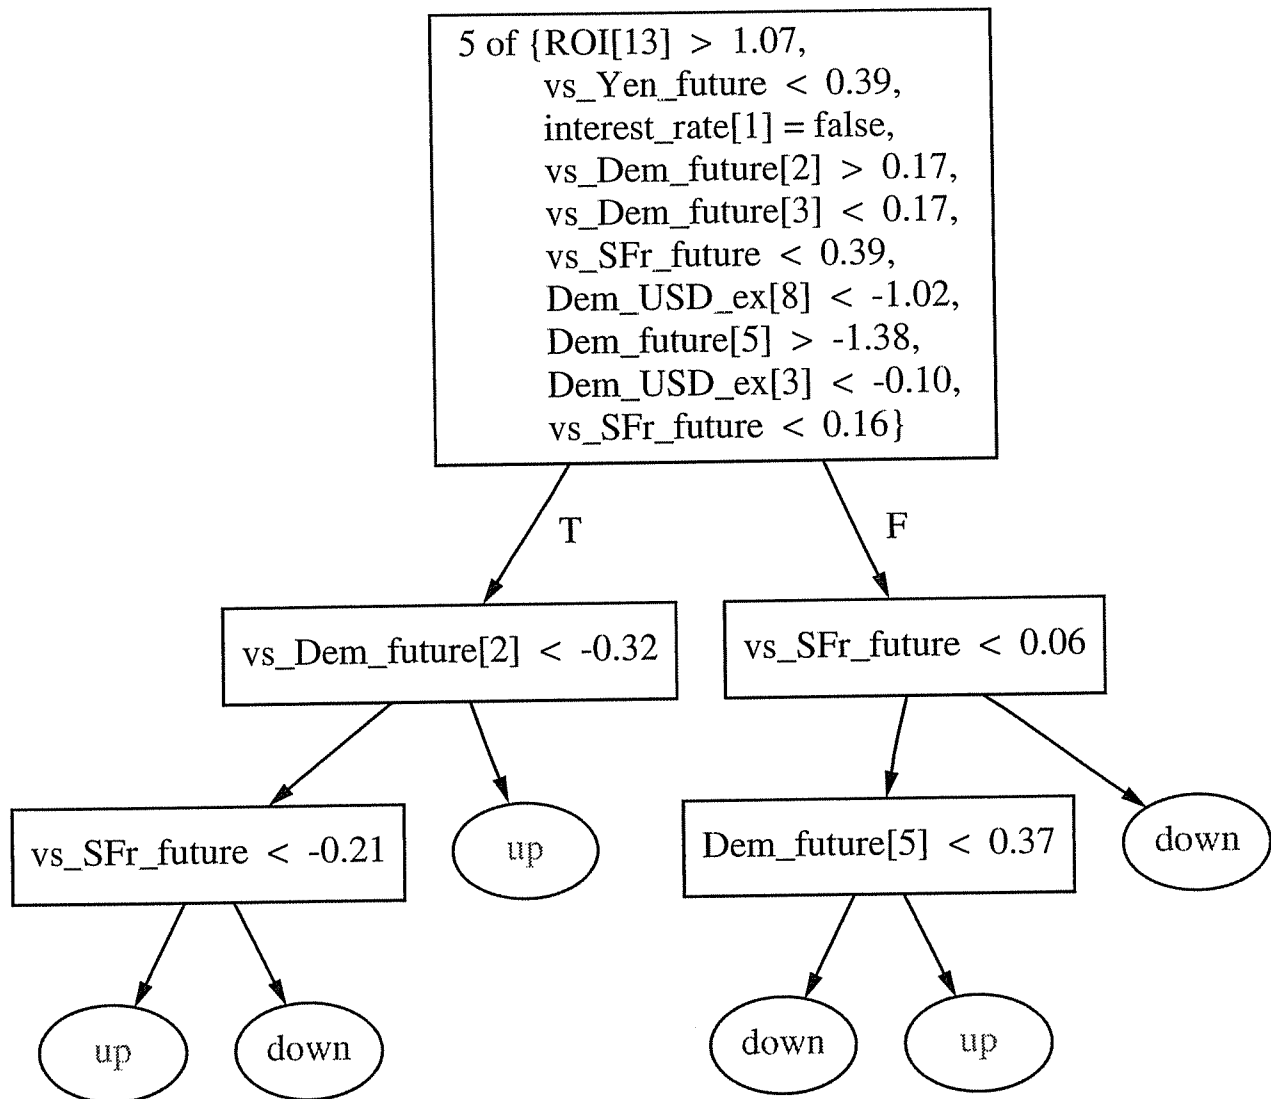 5 of {ROI[13] > 1.07,
vs_Yen_future < 0.39,
interest_rate[1] = false,
vs_Dem_future[2] > 0.17,
vs_Dem_future[3] < 0.17,
vs_SFr_future < 0.39,
Dem_USD_ex[8] < -1.02,
Dem_future[5] > -1.38,
Dem_USD_ex[3] < -0.10,
vs_SFr_future < 0.16}
T
F
vs_Dem_future[2] < -0.32
vs_SFr_future < 0.06
vs_SFr_future < -0.21
up
Dem_future[5] < 0.37
down
up
down
down
up